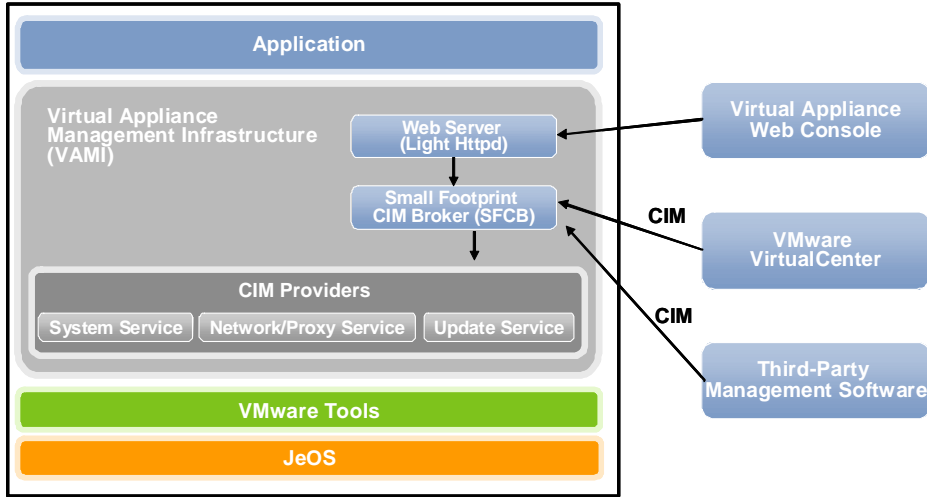 Application
Virtual Appliance
Management Infrastructure
(VAMI)
Web Server
(Light Httpd)
Small Footprint
CIM Broker (SFCB)
CIM Providers
System Service
Network/Proxy Service
Update Service
VMware Tools
JeOS
Virtual Appliance
Web Console
CIM
VMware
VirtualCenter
CIM
Third-Party
Management Software